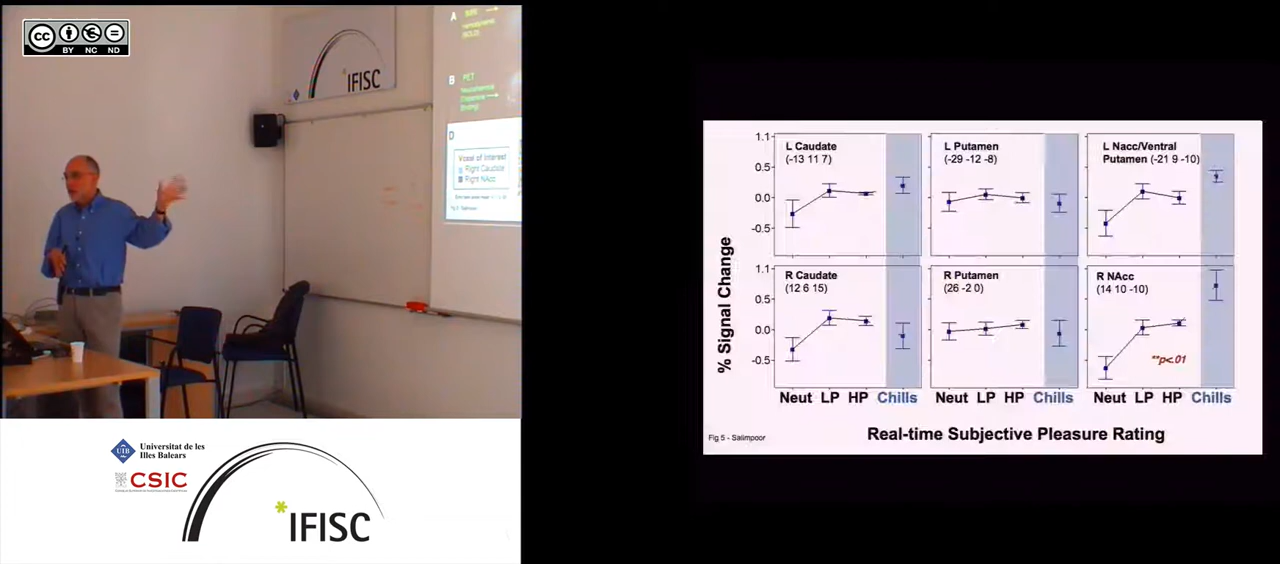 CC
BY NC ND
IFISC
A
B PET
D
Voxel of Interest
Right Caudate
Right NAcc
Universitat de les
Illes Balears
UIB
CSIC
IFISC
% Signal Change
1.1
0.5
0.0
-0.5
L Caudate
(-13 11 7)
L Putamen
(-29 -12 -8)
L Nacc/Ventral
Putamen (-21 9 -10)
1.1
0.5
0.0
-0.5
R Caudate
(12 6 15)
R Putamen
(26 -2 0)
R NAcc
(14 10 -10)
**p<.01
Neut LP HP Chills
Neut LP HP Chills
Neut LP HP Chills
Fig 5 - Salimpoor
Real-time Subjective Pleasure Rating